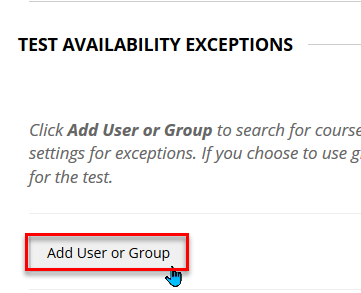 TEST AVAILABILITY EXCEPTIONS
Click Add User or Group to search for course
settings for exceptions. If you choose to use g
for the test.
Add User or Group